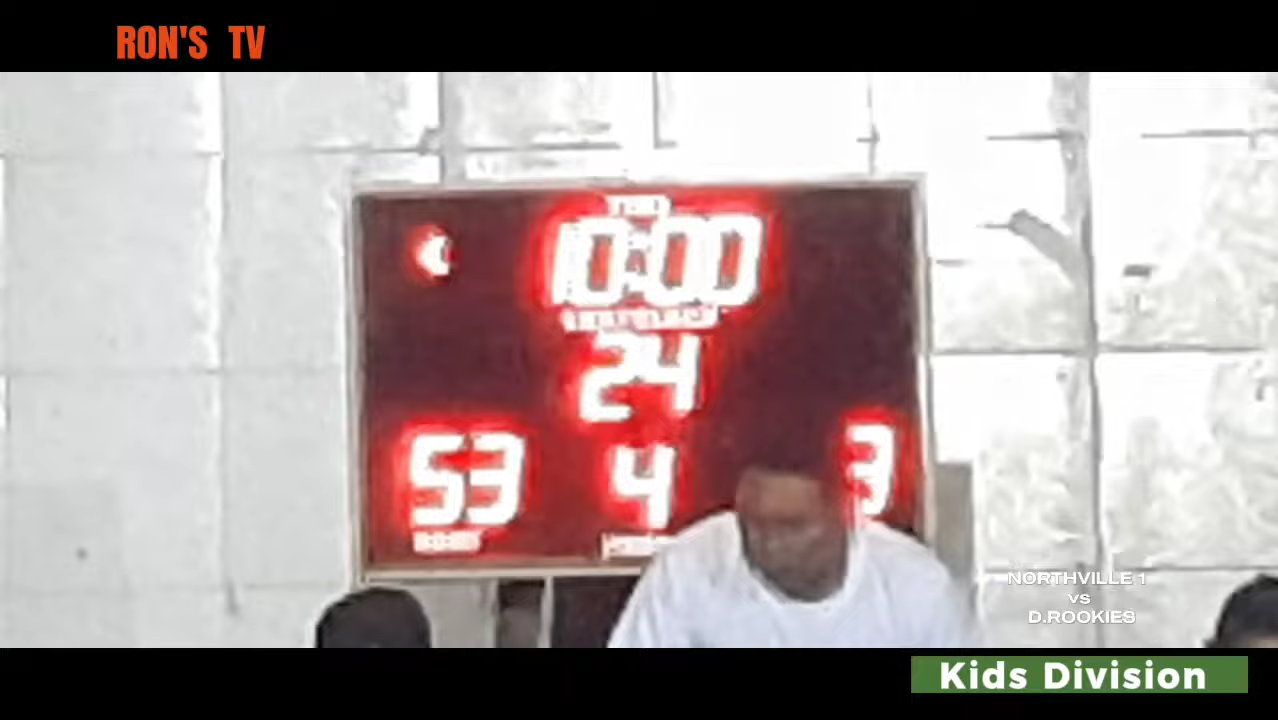 RON'S TV
10:00
24
53 4 3
NORTHVILLE 1
VS
D.ROOKIES
Kids Division